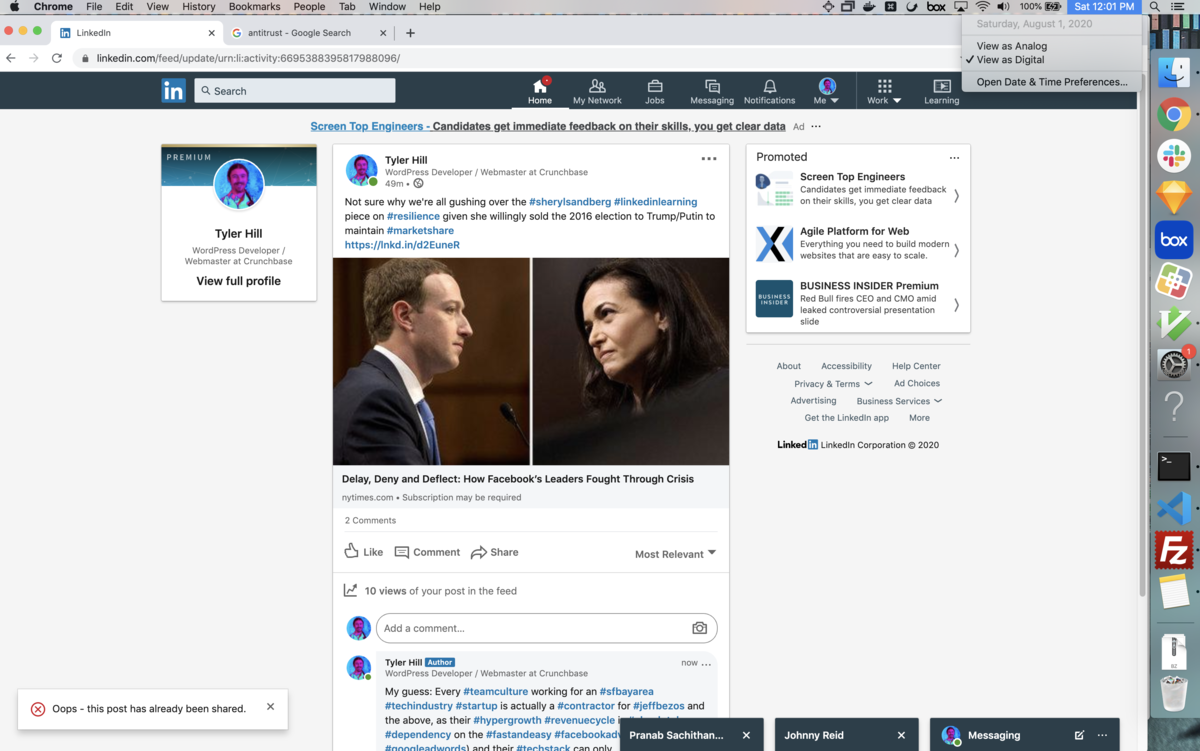 Chrome File Edit View History Bookmarks People Tab Window Help
box 100% Sat 12:01 PM
Saturday, August 1, 2020
View as Analog
✓ View as Digital
Open Date & Time Preferences...
LinkedIn
antitrust - Google Search
linkedin.com/feed/update/urn:li:activity:6695388395817988096/
in
Search
Home
My Network
Jobs
Messaging
Notifications
Me
Work
Learning
Screen Top Engineers - Candidates get immediate feedback on their skills, you get clear data Ad ...
PREMIUM
Tyler Hill
WordPress Developer /
Webmaster at Crunchbase
View full profile
Tyler Hill
WordPress Developer / Webmaster at Crunchbase
49m •
Not sure why we're all gushing over the #sherylsandberg #linkedinlearning
piece on #resilience given she willingly sold the 2016 election to Trump/Putin to
maintain #marketshare
https://lnkd.in/d2EuneR
Delay, Deny and Deflect: How Facebook's Leaders Fought Through Crisis
nytimes.com • Subscription may be required
2 Comments
Like
Comment
Share
Most Relevant
10 views of your post in the feed
Add a comment...
Tyler Hill Author
now ...
WordPress Developer / Webmaster at Crunchbase
My guess: Every #teamculture working for an #sfbayarea
#techindustry #startup is actually a #contractor for #jeffbezos and
the above, as their #hypergrowth #revenuecycle
#dependency on the #fastandeasy
#googleadwords) and their #techstack can only
Promoted
Screen Top Engineers
Candidates get immediate feedback
on their skills, you get clear data
Agile Platform for Web
Everything you need to build modern
websites that are easy to scale.
BUSINESS
INSIDER
BUSINESS INSIDER Premium
Red Bull fires CEO and CMO amid
leaked controversial presentation
slide
About Accessibility Help Center
Privacy & Terms Ad Choices
Advertising Business Services
Get the LinkedIn app More
LinkedIn LinkedIn Corporation © 2020
Oops - this post has already been shared.
Pranab Sachithan...
Johnny Reid
Messaging
box
1
?
>_
Fz
BZ